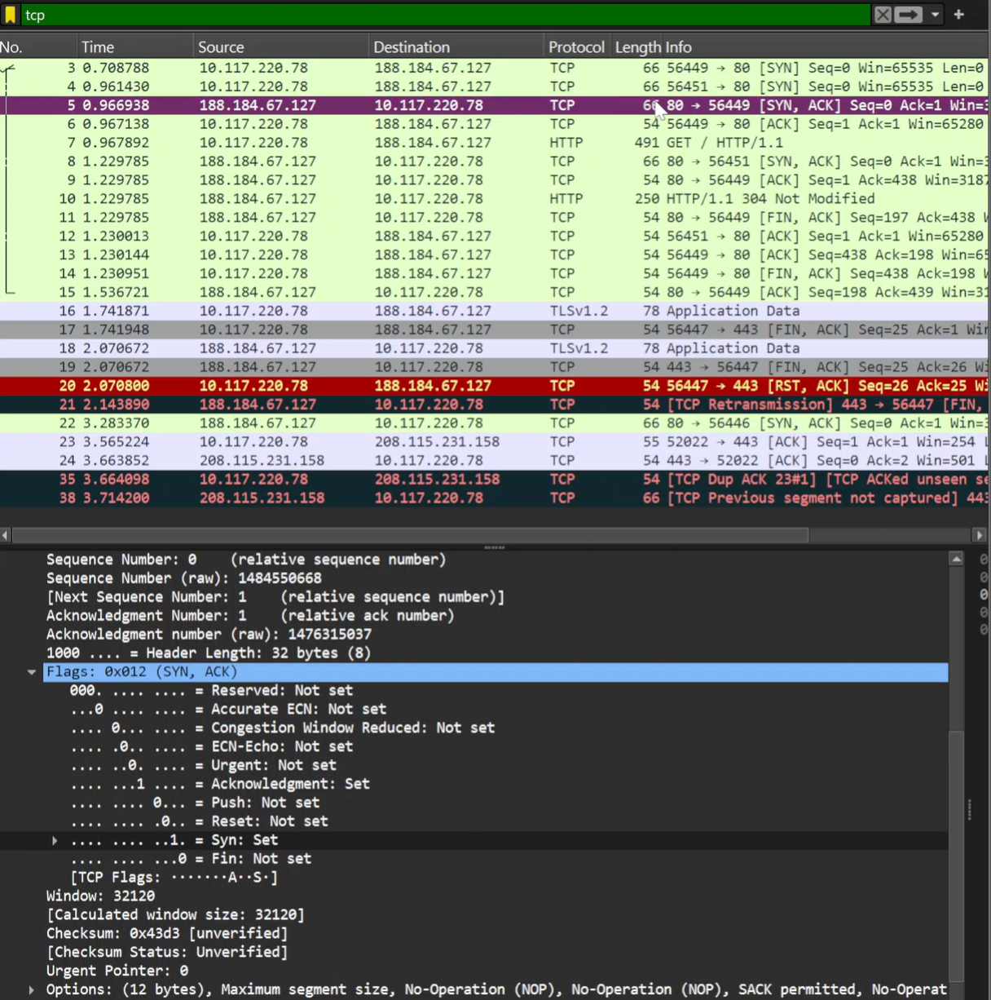 tcp
No. Time Source Destination Protocol Length Info
3 0.708788 10.117.220.78 188.184.67.127 TCP 66 56449 → 80 [SYN] Seq=0 Win=65535 Len=0
4 0.961430 10.117.220.78 188.184.67.127 TCP 66 56451 → 80 [SYN] Seq=0 Win=65535 Len=0
5 0.966938 188.184.67.127 10.117.220.78 TCP 66 80 → 56449 [SYN, ACK] Seq=0 Ack=1 Win=3
6 0.967138 10.117.220.78 188.184.67.127 TCP 54 56449 → 80 [ACK] Seq=1 Ack=1 Win=65280
7 0.967892 10.117.220.78 188.184.67.127 HTTP 491 GET / HTTP/1.1
8 1.229785 188.184.67.127 10.117.220.78 TCP 66 80 → 56451 [SYN, ACK] Seq=0 Ack=1 Win=3
9 1.229785 188.184.67.127 10.117.220.78 TCP 54 80 → 56449 [ACK] Seq=1 Ack=438 Win=3187
10 1.229785 188.184.67.127 10.117.220.78 HTTP 250 HTTP/1.1 304 Not Modified
11 1.229785 188.184.67.127 10.117.220.78 TCP 54 80 → 56449 [FIN, ACK] Seq=197 Ack=438 W
12 1.230013 10.117.220.78 188.184.67.127 TCP 54 56451 → 80 [ACK] Seq=1 Ack=1 Win=65280
13 1.230144 10.117.220.78 188.184.67.127 TCP 54 56449 → 80 [ACK] Seq=438 Ack=198 Win=65
14 1.230951 10.117.220.78 188.184.67.127 TCP 54 56449 → 80 [FIN, ACK] Seq=438 Ack=198 W
15 1.536721 188.184.67.127 10.117.220.78 TCP 54 80 → 56449 [ACK] Seq=198 Ack=439 Win=31
16 1.741871 10.117.220.78 188.184.67.127 TLSv1.2 78 Application Data
17 1.741948 10.117.220.78 188.184.67.127 TCP 54 56447 → 443 [FIN, ACK] Seq=25 Ack=1 Win
18 2.070672 188.184.67.127 10.117.220.78 TLSv1.2 78 Application Data
19 2.070672 188.184.67.127 10.117.220.78 TCP 54 443 → 56447 [FIN, ACK] Seq=25 Ack=26 W
20 2.070800 10.117.220.78 188.184.67.127 TCP 54 56447 → 443 [RST, ACK] Seq=26 Ack=25 Wi
21 2.143890 188.184.67.127 10.117.220.78 TCP 54 [TCP Retransmission] 443 → 56447 [FIN,
22 3.283370 188.184.67.127 10.117.220.78 TCP 66 80 → 56446 [SYN, ACK] Seq=0 Ack=1 Win=3
23 3.565224 10.117.220.78 208.115.231.158 TCP 55 52022 → 443 [ACK] Seq=1 Ack=1 Win=254 L
24 3.663852 208.115.231.158 10.117.220.78 TCP 54 443 → 52022 [ACK] Seq=0 Ack=2 Win=501 L
35 3.664098 10.117.220.78 208.115.231.158 TCP 54 [TCP Dup ACK 23#1] [TCP ACKed unseen se
38 3.714200 208.115.231.158 10.117.220.78 TCP 66 [TCP Previous segment not captured] 443
Sequence Number: 0 (relative sequence number)
Sequence Number (raw): 1484550668
[Next Sequence Number: 1 (relative sequence number)]
Acknowledgment Number: 1 (relative ack number)
Acknowledgment number (raw): 1476315037
1000 .... = Header Length: 32 bytes (8)
Flags: 0x012 (SYN, ACK)
000. .... .... = Reserved: Not set
...0 .... .... = Accurate ECN: Not set
.... 0... .... = Congestion Window Reduced: Not set
.... .0.. .... = ECN-Echo: Not set
.... ..0. .... = Urgent: Not set
.... ...1 .... = Acknowledgment: Set
.... .... 0... = Push: Not set
.... .... .0.. = Reset: Not set
.... .... ..1. = Syn: Set
.... .... ...0 = Fin: Not set
[TCP Flags: ·······A··S·]
Window: 32120
[Calculated window size: 32120]
Checksum: 0x43d3 [unverified]
[Checksum Status: Unverified]
Urgent Pointer: 0
Options: (12 bytes), Maximum segment size, No-Operation (NOP), No-Operation (NOP), SACK permitted, No-Operat